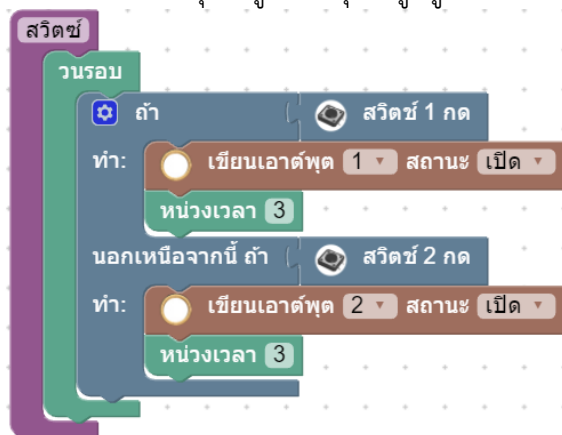 สวิตซ์
วนรอบ
ถ้า สวิตช์ 1 กด
ทำ: เขียนเอาต์พุต 1 สถานะ เปิด
หน่วงเวลา 3
นอกเหนือจากนี้ ถ้า สวิตช์ 2 กด
ทำ: เขียนเอาต์พุต 2 สถานะ เปิด
หน่วงเวลา 3